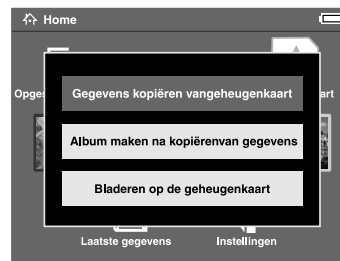 Home
Opge
art
Gegevens kopiëren vangeheugenkaart
Album maken na kopiërenvan gegevens
Bladeren op de geheugenkaart
Laatste gegevens
Instellingen